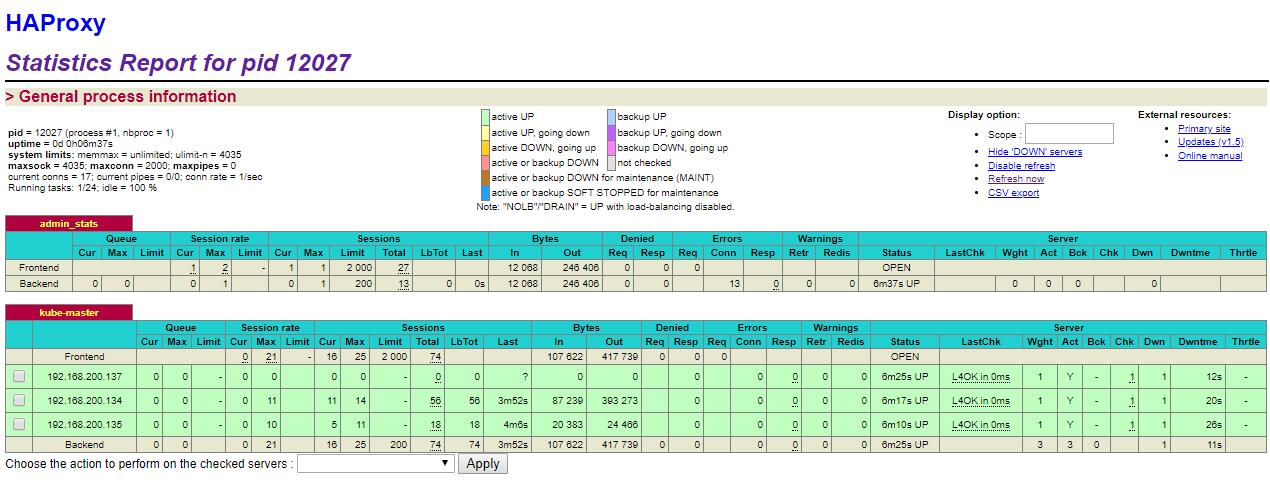 HAProxy
Statistics Report for pid 12027
> General process information
pid = 12027 (process #1, nbproc = 1)
uptime = 0d 0h06m37s
system limits: memmax = unlimited; ulimit-n = 4035
maxsock = 4035; maxconn = 2000; maxpipes = 0
current conns = 17; current pipes = 0/0; conn rate = 1/sec
Running tasks: 1/24; idle = 100 %
active UP backup UP
active UP, going down backup UP, going down
active DOWN, going up backup DOWN, going up
active or backup DOWN not checked
active or backup DOWN for maintenance (MAINT)
active or backup SOFT STOPPED for maintenance
Note: "NOLB"/"DRAIN" = UP with load-balancing disabled.
Display option:
• Scope :
• Hide 'DOWN' servers
• Disable refresh
• Refresh now
• CSV export
External resources:
• Primary site
• Updates (v1.5)
• Online manual
admin_stats
Queue Session rate Sessions Bytes Denied Errors Warnings Server
Cur Max Limit Cur Max Limit Cur Max Limit Total LbTot Last In Out Req Resp Req Conn Resp Retr Redis Status LastChk Wght Act Bck Chk Dwn Dwntme Thrtle
Frontend 1 2 - 1 1 2 000 27 12 068 246 406 0 0 0 OPEN
Backend 0 0 0 1 0 1 200 13 0 0s 12 068 246 406 0 0 13 0 0 0 6m37s UP 0 0 0 0
kube-master
Queue Session rate Sessions Bytes Denied Errors Warnings Server
Cur Max Limit Cur Max Limit Cur Max Limit Total LbTot Last In Out Req Resp Req Conn Resp Retr Redis Status LastChk Wght Act Bck Chk Dwn Dwntme Thrtle
Frontend 0 21 - 16 25 2 000 74 107 622 417 739 0 0 0 OPEN
192.168.200.137 0 0 - 0 0 0 0 - 0 0 ? 0 0 0 0 0 0 0 6m25s UP L4OK in 0ms 1 Y - 1 1 12s -
192.168.200.134 0 0 - 0 11 11 14 - 56 56 3m52s 87 239 393 273 0 0 0 0 0 6m17s UP L4OK in 0ms 1 Y - 1 1 20s -
192.168.200.135 0 0 - 0 10 5 11 - 18 18 4m6s 20 383 24 466 0 0 0 0 0 6m10s UP L4OK in 0ms 1 Y - 1 1 26s -
Backend 0 0 0 21 16 25 200 74 74 3m52s 107 622 417 739 0 0 0 0 0 0 6m25s UP 3 3 0 1 11s
Choose the action to perform on the checked servers : Apply